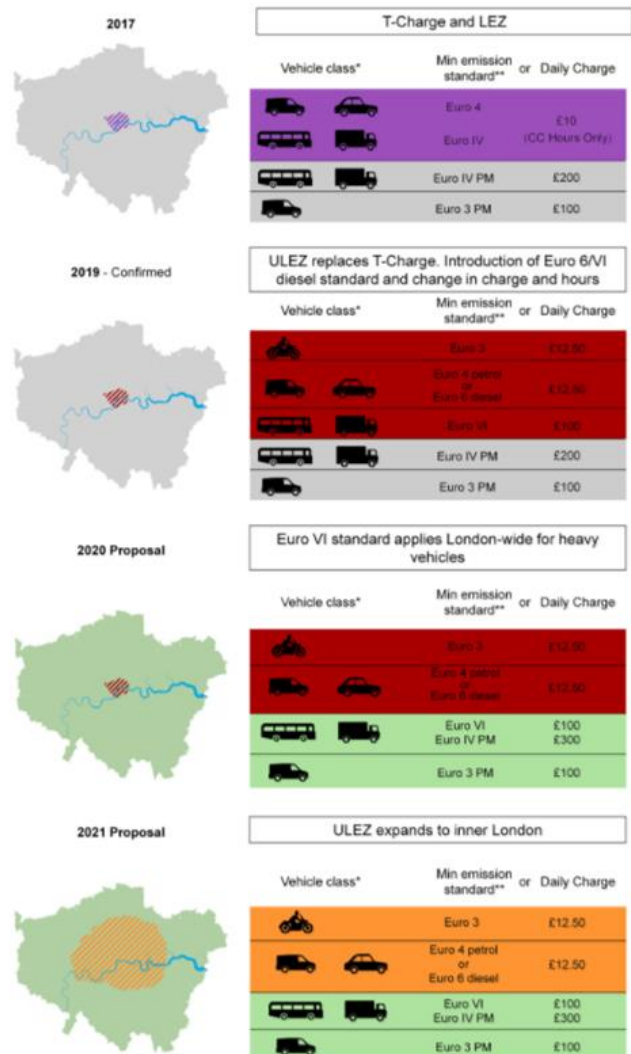 2017
T-Charge and LEZ
Vehicle class*
Min emission standard**
or
Daily Charge
Euro 4
Euro IV
£10
(CC Hours Only)
Euro IV PM
£200
Euro 3 PM
£100
2019 - Confirmed
ULEZ replaces T-Charge. Introduction of Euro 6/VI
diesel standard and change in charge and hours
Vehicle class*
Min emission standard**
or
Daily Charge
Euro 3
£12.50
Euro 4 petrol
or
Euro 6 diesel
£12.50
Euro VI
£100
Euro IV PM
£200
Euro 3 PM
£100
2020 Proposal
Euro VI standard applies London-wide for heavy
vehicles
Vehicle class*
Min emission standard**
or
Daily Charge
Euro 3
£12.50
Euro 4 petrol
or
Euro 6 diesel
£12.50
Euro VI
£100
Euro IV PM
£300
Euro 3 PM
£100
2021 Proposal
ULEZ expands to inner London
Vehicle class*
Min emission standard**
or
Daily Charge
Euro 3
£12.50
Euro 4 petrol
or
Euro 6 diesel
£12.50
Euro VI
£100
Euro IV PM
£300
Euro 3 PM
£100